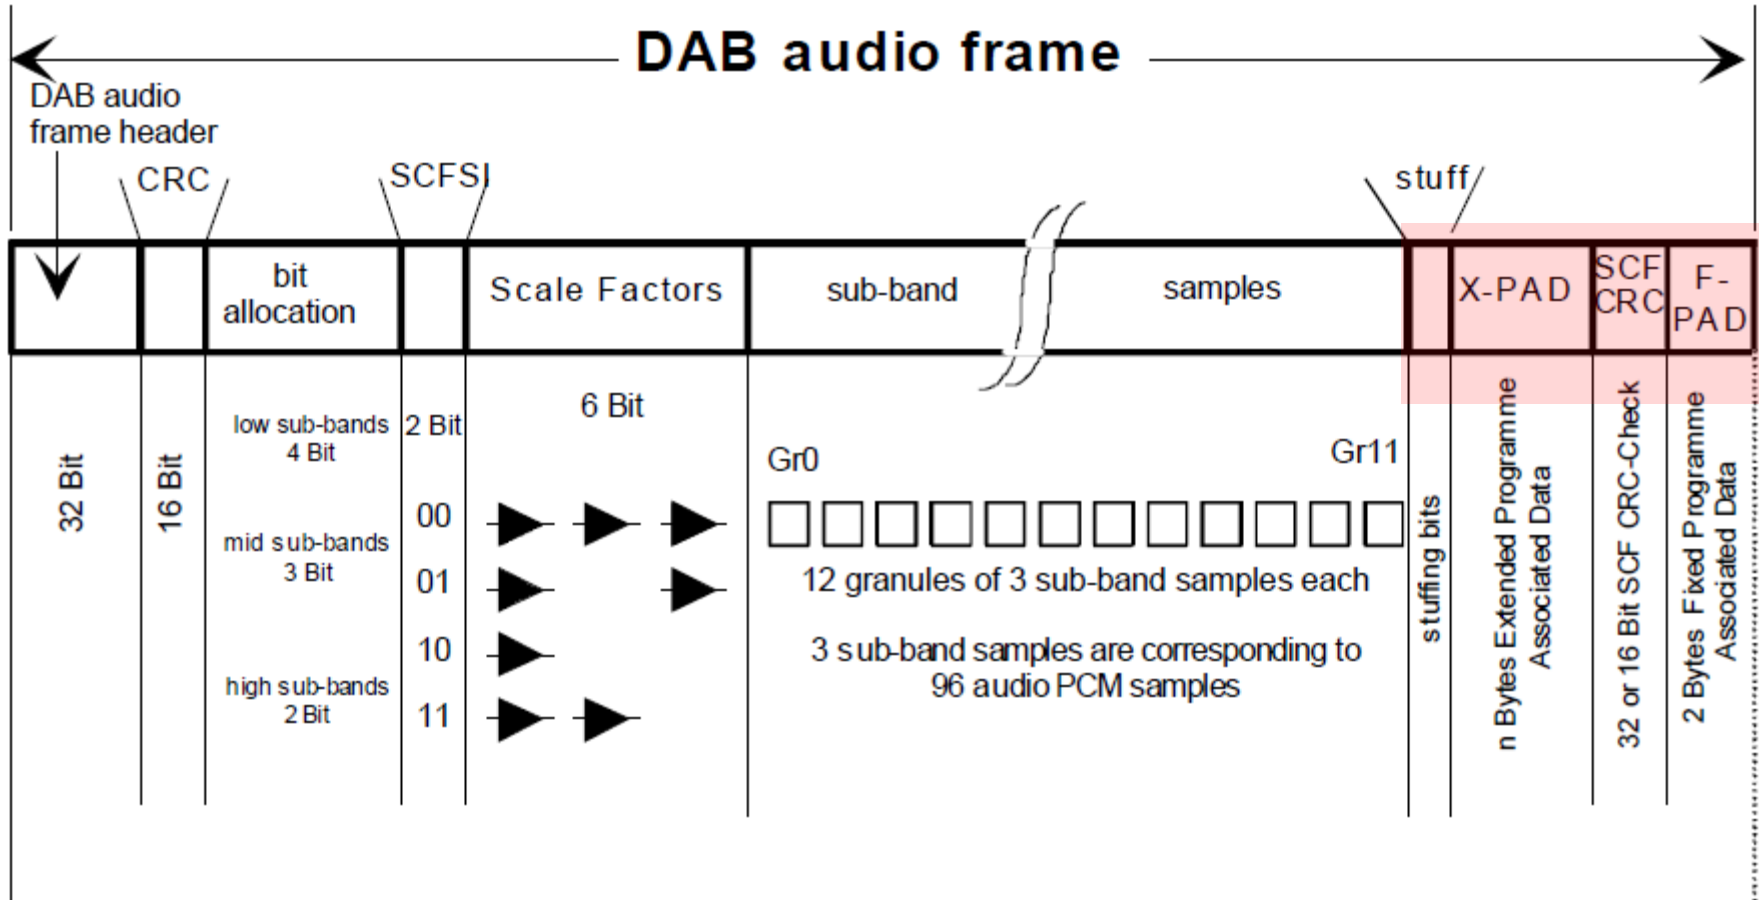 DAB audio frame
DAB audio
frame header
CRC
SCFSI
stuff
bit
allocation
Scale Factors
sub-band
samples
X-PAD
SCF
CRC
F-
PAD
32 Bit
16 Bit
low sub-bands
4 Bit
mid sub-bands
3 Bit
high sub-bands
2 Bit
2 Bit
00
01
10
11
6 Bit
Gr0
Gr11
12 granules of 3 sub-band samples each
3 sub-band samples are corresponding to
96 audio PCM samples
stuffing bits
n Bytes Extended Programme
Associated Data
32 or 16 Bit SCF CRC-Check
2 Bytes Fixed Programme
Associated Data